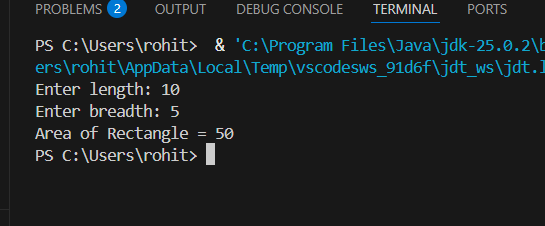 PROBLEMS 2 OUTPUT DEBUG CONSOLE TERMINAL PORTS
PS C:\Users\rohit>  & 'C:\Program Files\Java\jdk-25.0.2\b
ers\rohit\AppData\Local\Temp\vscodesws_91d6f\jdt_ws\jdt.l
Enter length: 10
Enter breadth: 5
Area of Rectangle = 50
PS C:\Users\rohit>